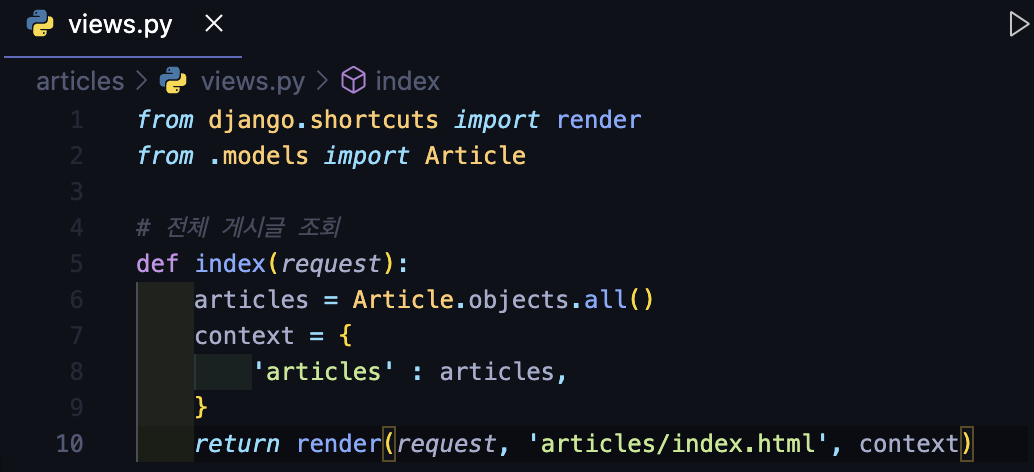 views.py
articles > views.py > index
1 from django.shortcuts import render
2 from .models import Article
3
4 # 전체 게시글 조회
5 def index(request):
6     articles = Article.objects.all()
7     context = {
8         'articles' : articles,
9     }
10     return render(request, 'articles/index.html', context)